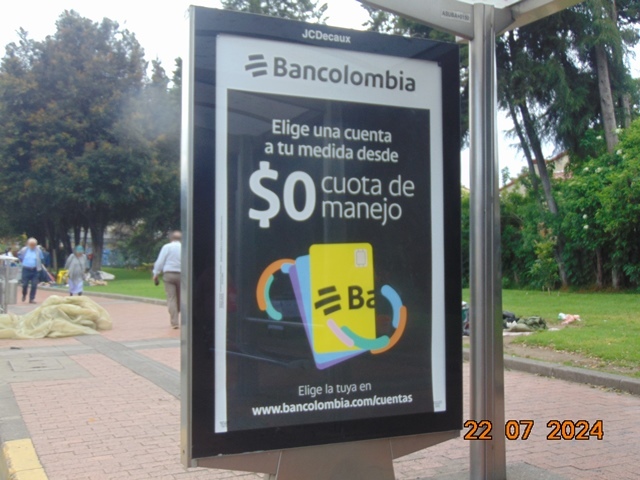 JCDecaux
Bancolombia
Elige una cuenta
a tu medida desde
$0 cuota de
manejo
Ba
Elige la tuya en
www.bancolombia.com/cuentas
22 07 2024